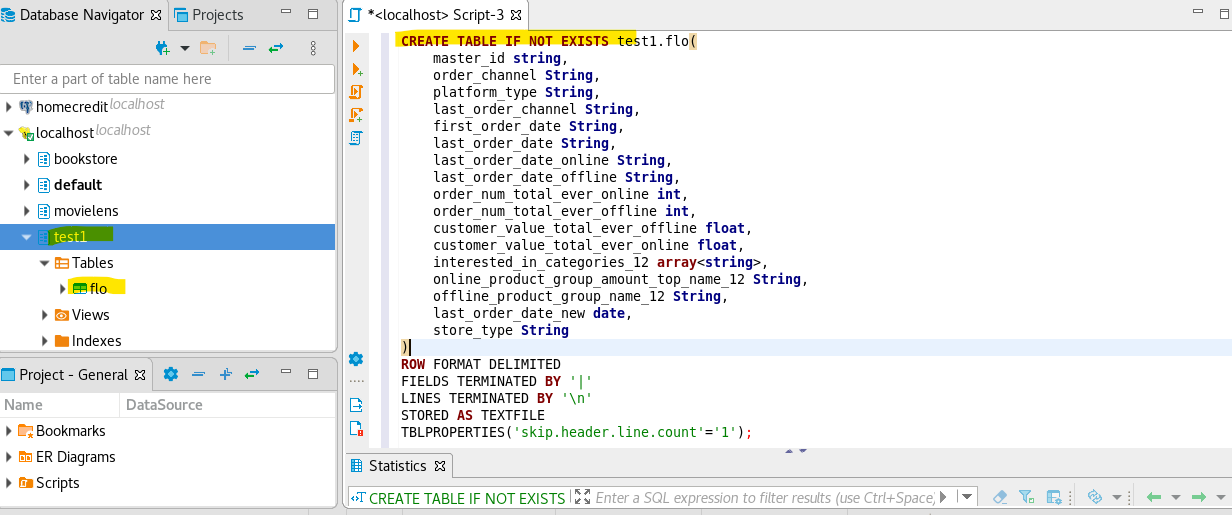 Database Navigator
Projects
Enter a part of table name here
homecredit localhost
localhost localhost
bookstore
default
movielens
test1
Tables
flo
Views
Indexes
Project - General
Name DataSource
Bookmarks
ER Diagrams
Scripts
*<localhost> Script-3
CREATE TABLE IF NOT EXISTS test1.flo(
master_id string,
order_channel String,
platform_type String,
last_order_channel String,
first_order_date String,
last_order_date String,
last_order_date_online String,
last_order_date_offline String,
order_num_total_ever_online int,
order_num_total_ever_offline int,
customer_value_total_ever_offline float,
customer_value_total_ever_online float,
interested_in_categories_12 array<string>,
online_product_group_amount_top_name_12 String,
offline_product_group_name_12 String,
last_order_date_new date,
store_type String
)
ROW FORMAT DELIMITED
FIELDS TERMINATED BY '|'
LINES TERMINATED BY '\n'
STORED AS TEXTFILE
TBLPROPERTIES('skip.header.line.count'='1');
Statistics
CREATE TABLE IF NOT EXISTS Enter a SQL expression to filter results (use Ctrl+Space)